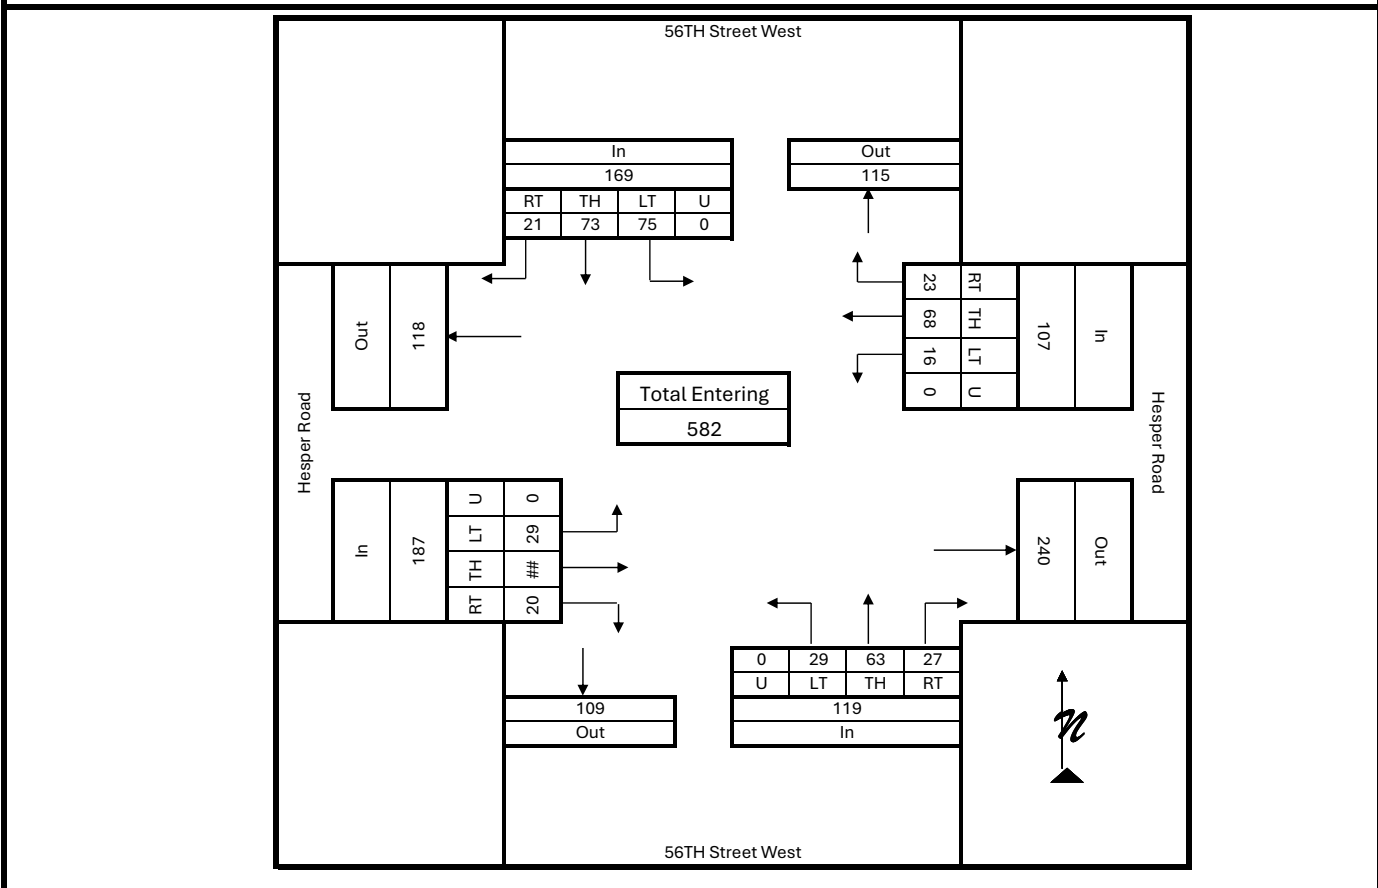 56TH Street West
In
169
RT TH LT U
21 73 75 0
Out
115
Out
118
23 RT
68 TH
16 LT
0 U
107
In
Total Entering
582
Hesper Road
Hesper Road
In
187
U 0
LT 29
TH ##
RT 20
240
Out
0 29 63 27
U LT TH RT
119
In
109
Out
N
56TH Street West